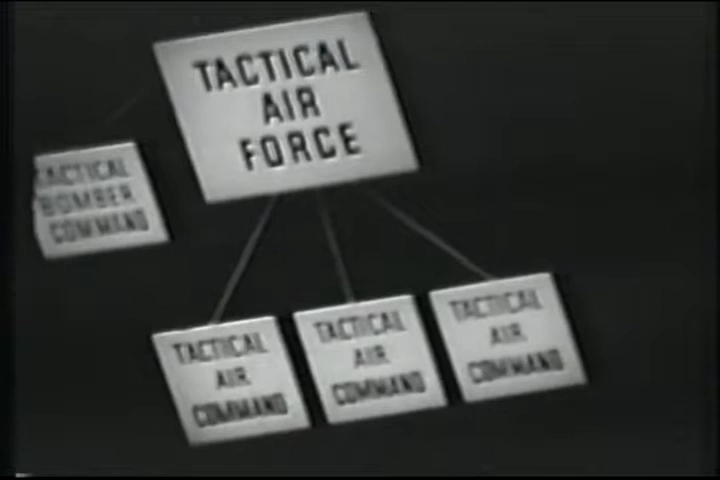 TACTICAL
AIR
FORCE
TACTICAL
BOMBER
COMMAND
TACTICAL
AIR
COMMAND
TACTICAL
AIR
COMMAND
TACTICAL
AIR
COMMAND